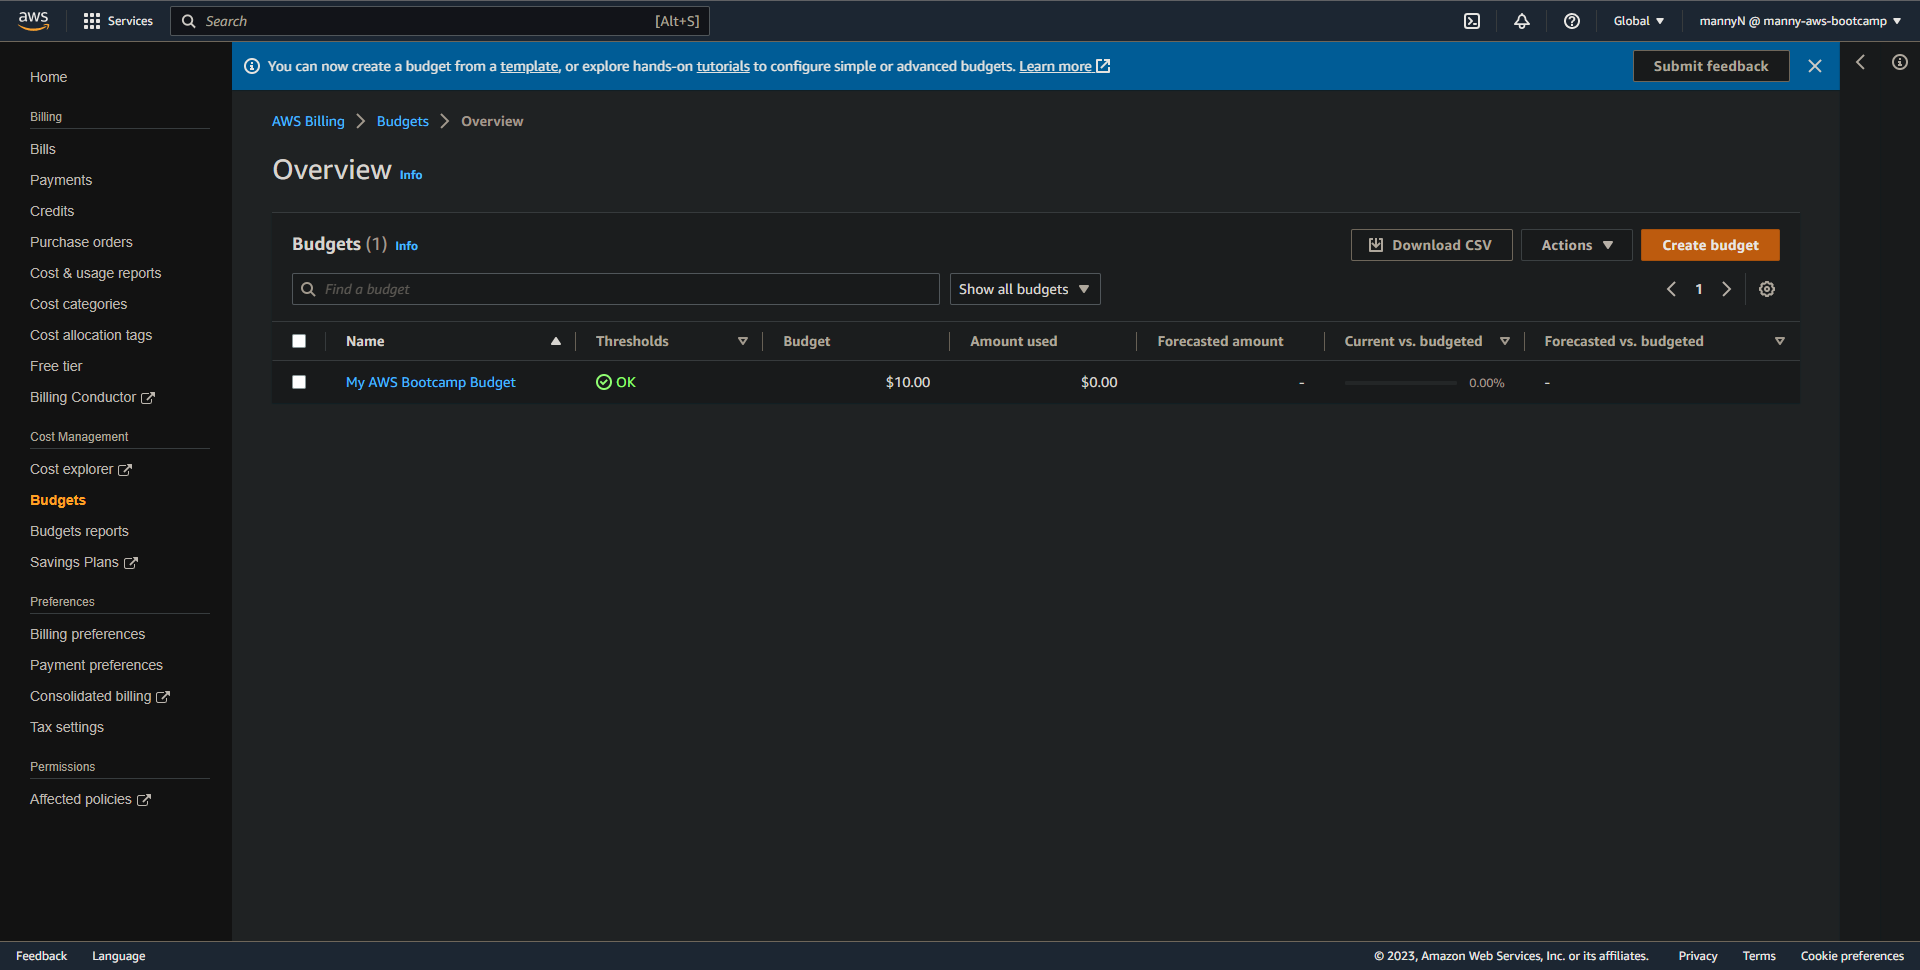 aws Services Search [Alt+S] Global mannyN @ manny-aws-bootcamp
You can now create a budget from a template, or explore hands-on tutorials to configure simple or advanced budgets. Learn more Submit feedback
Home
Billing
Bills
Payments
Credits
Purchase orders
Cost & usage reports
Cost categories
Cost allocation tags
Free tier
Billing Conductor
Cost Management
Cost explorer
Budgets
Budgets reports
Savings Plans
Preferences
Billing preferences
Payment preferences
Consolidated billing
Tax settings
Permissions
Affected policies
AWS Billing Budgets Overview
Overview Info
Budgets (1) Info Download CSV Actions Create budget
Find a budget Show all budgets 1
Name Thresholds Budget Amount used Forecasted amount Current vs. budgeted Forecasted vs. budgeted
My AWS Bootcamp Budget OK $10.00 $0.00 - 0.00% -
Feedback Language © 2023, Amazon Web Services, Inc. or its affiliates. Privacy Terms Cookie preferences